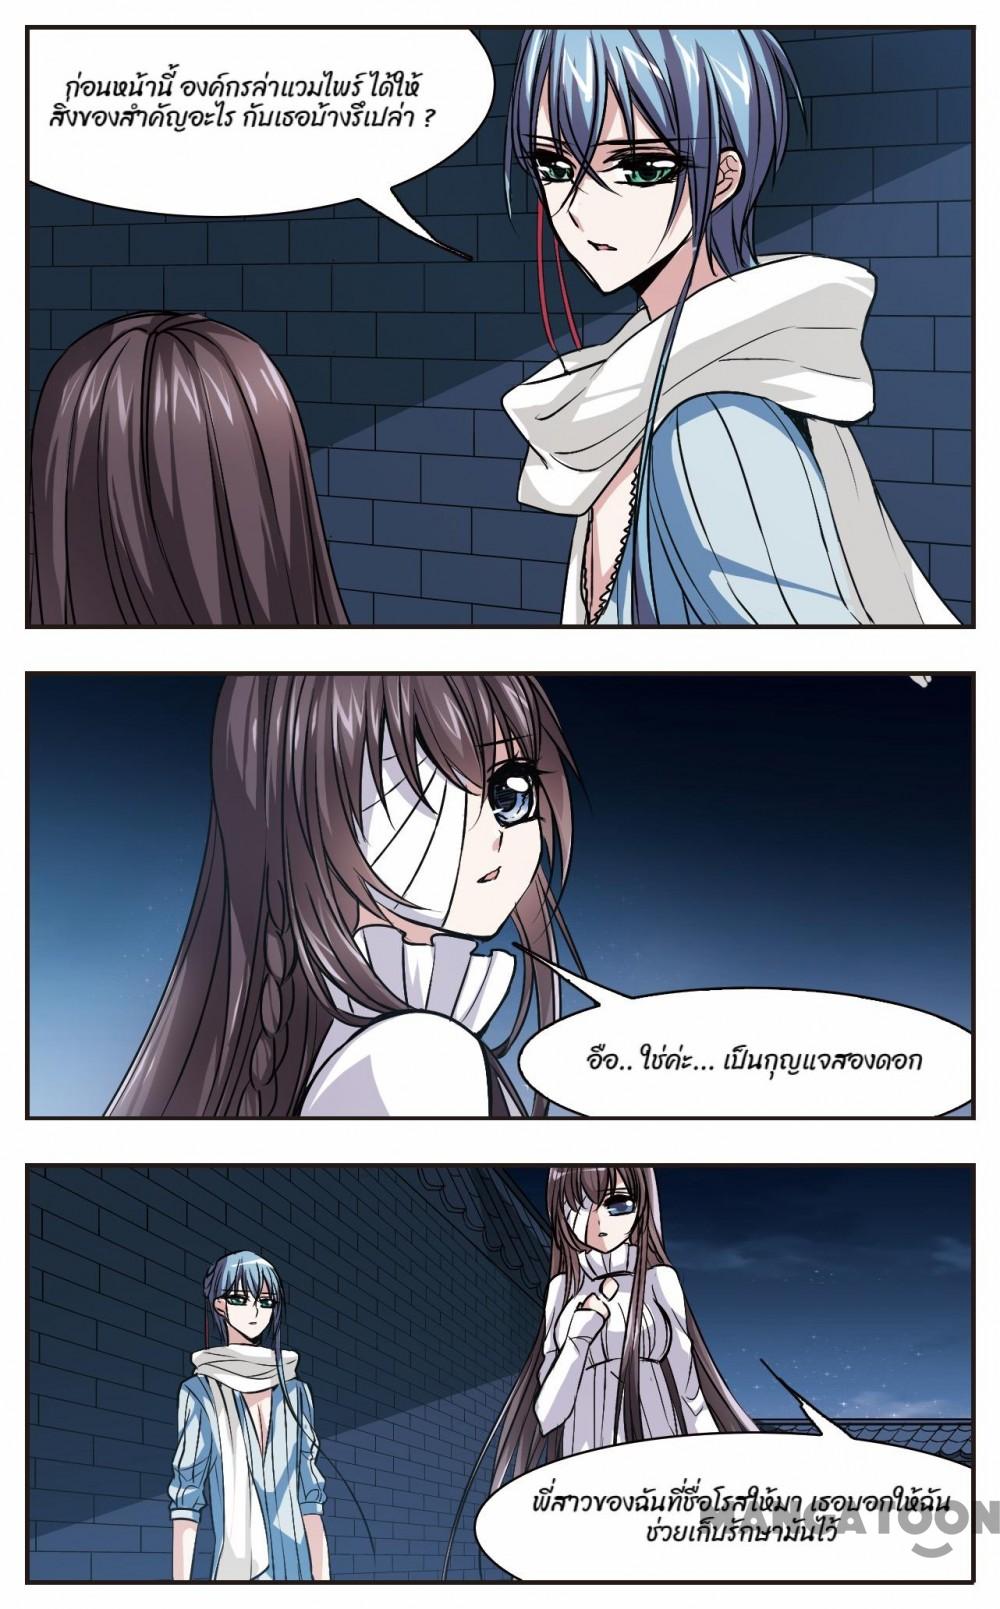 ก่อนหน้านี้ องค์กรล่าแวมไพร์ ได้ให้
สิ่งของสำคัญอะไร กับเธอบ้างรึเปล่า ?
อือ.. ใช่ค่ะ... เป็นกุญแจสองดอก
พี่สาวของฉันที่ชื่อโรสให้มา เธอบอกให้ฉัน
ช่วยเก็บรักษามันไว้
MANGATOON